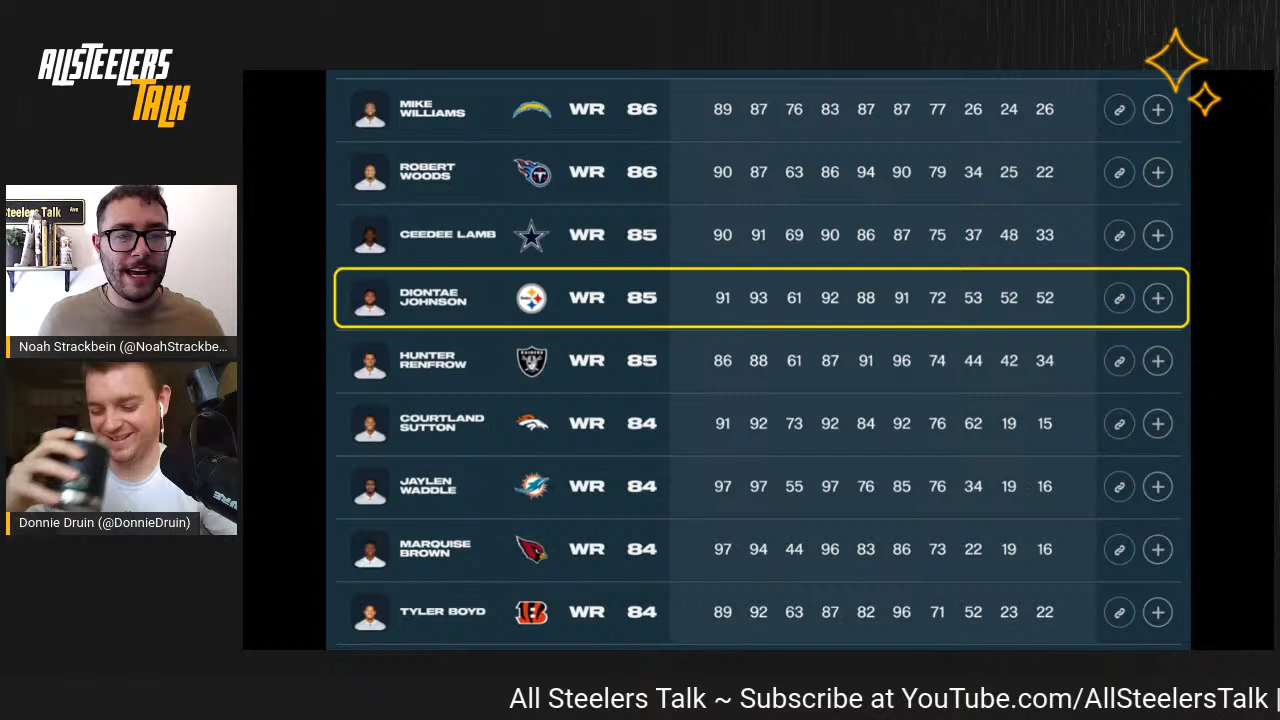 ALLSTEELERS
TALK
Steelers Talk Ave
Noah Strackbein (@NoahStrackbe...
Donnie Druin (@DonnieDruin)
MIKE
WILLIAMS
WR 86 89 87 76 83 87 87 77 26 24 26
ROBERT
WOODS
WR 86 90 87 63 86 94 90 79 34 25 22
CEEDEE LAMB WR 85 90 91 69 90 86 87 75 37 48 33
DIONTAE
JOHNSON
Steelers WR 85 91 93 61 92 88 91 72 53 52 52
HUNTER
RENFROW
RAIDERS WR 85 86 88 61 87 91 96 74 44 42 34
COURTLAND
SUTTON
WR 84 91 92 73 92 84 92 76 62 19 15
JAYLEN
WADDLE
WR 84 97 97 55 97 76 85 76 34 19 16
MARQUISE
BROWN
WR 84 97 94 44 96 83 86 73 22 19 16
TYLER BOYD B WR 84 89 92 63 87 82 96 71 52 23 22
All Steelers Talk ~ Subscribe at YouTube.com/AllSteelersTalk |